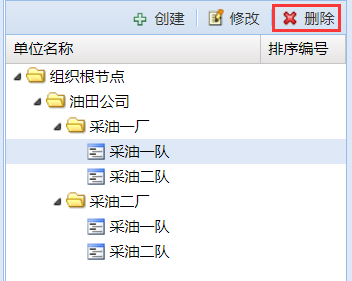 创建 修改 删除
单位名称 排序编号
组织根节点
油田公司
采油一厂
采油一队
采油二队
采油二厂
采油一队
采油二队